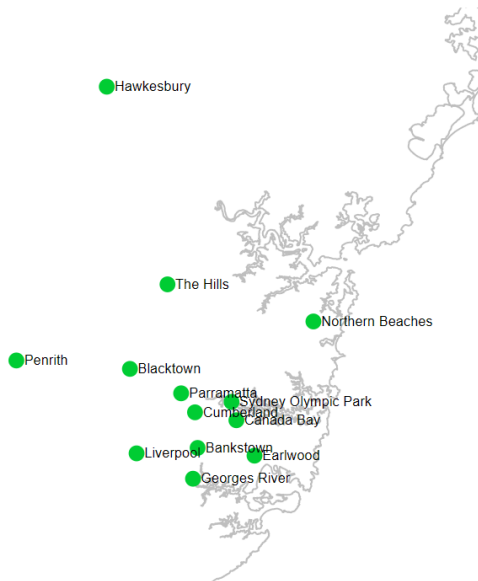 Hawkesbury
The Hills
Northern Beaches
Penrith
Blacktown
Parramatta
Sydney Olympic Park
Cumberland
Canada Bay
Bankstown
Liverpool
Earlwood
Georges River